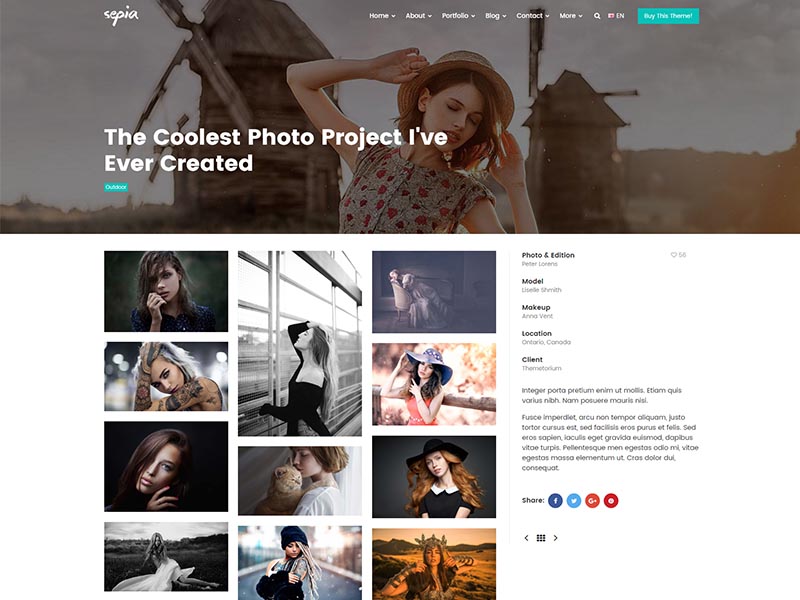 sepia
Home About Portfolio Blog Contact More EN Buy This Theme!
The Coolest Photo Project I've
Ever Created
Outdoor
Photo & Edition 56
Peter Lorens
Model
Liselle Shmith
Makeup
Anna Vent
Location
Ontario, Canada
Client
Themetorium
Integer porta pretium enim ut mollis. Etiam quis
varius nibh. Nam posuere mauris nisi.
Fusce imperdiet, arcu non tempor aliquam, justo
tortor cursus est, sed facilisis eros purus et felis. Sed
eros sapien, iaculis eget gravida euismod, dapibus
vitae turpis. Pellentesque men egestas odio mi, vitae
egestas massa elementum ut. Cras dolor dui,
consequat.
Share: f G+